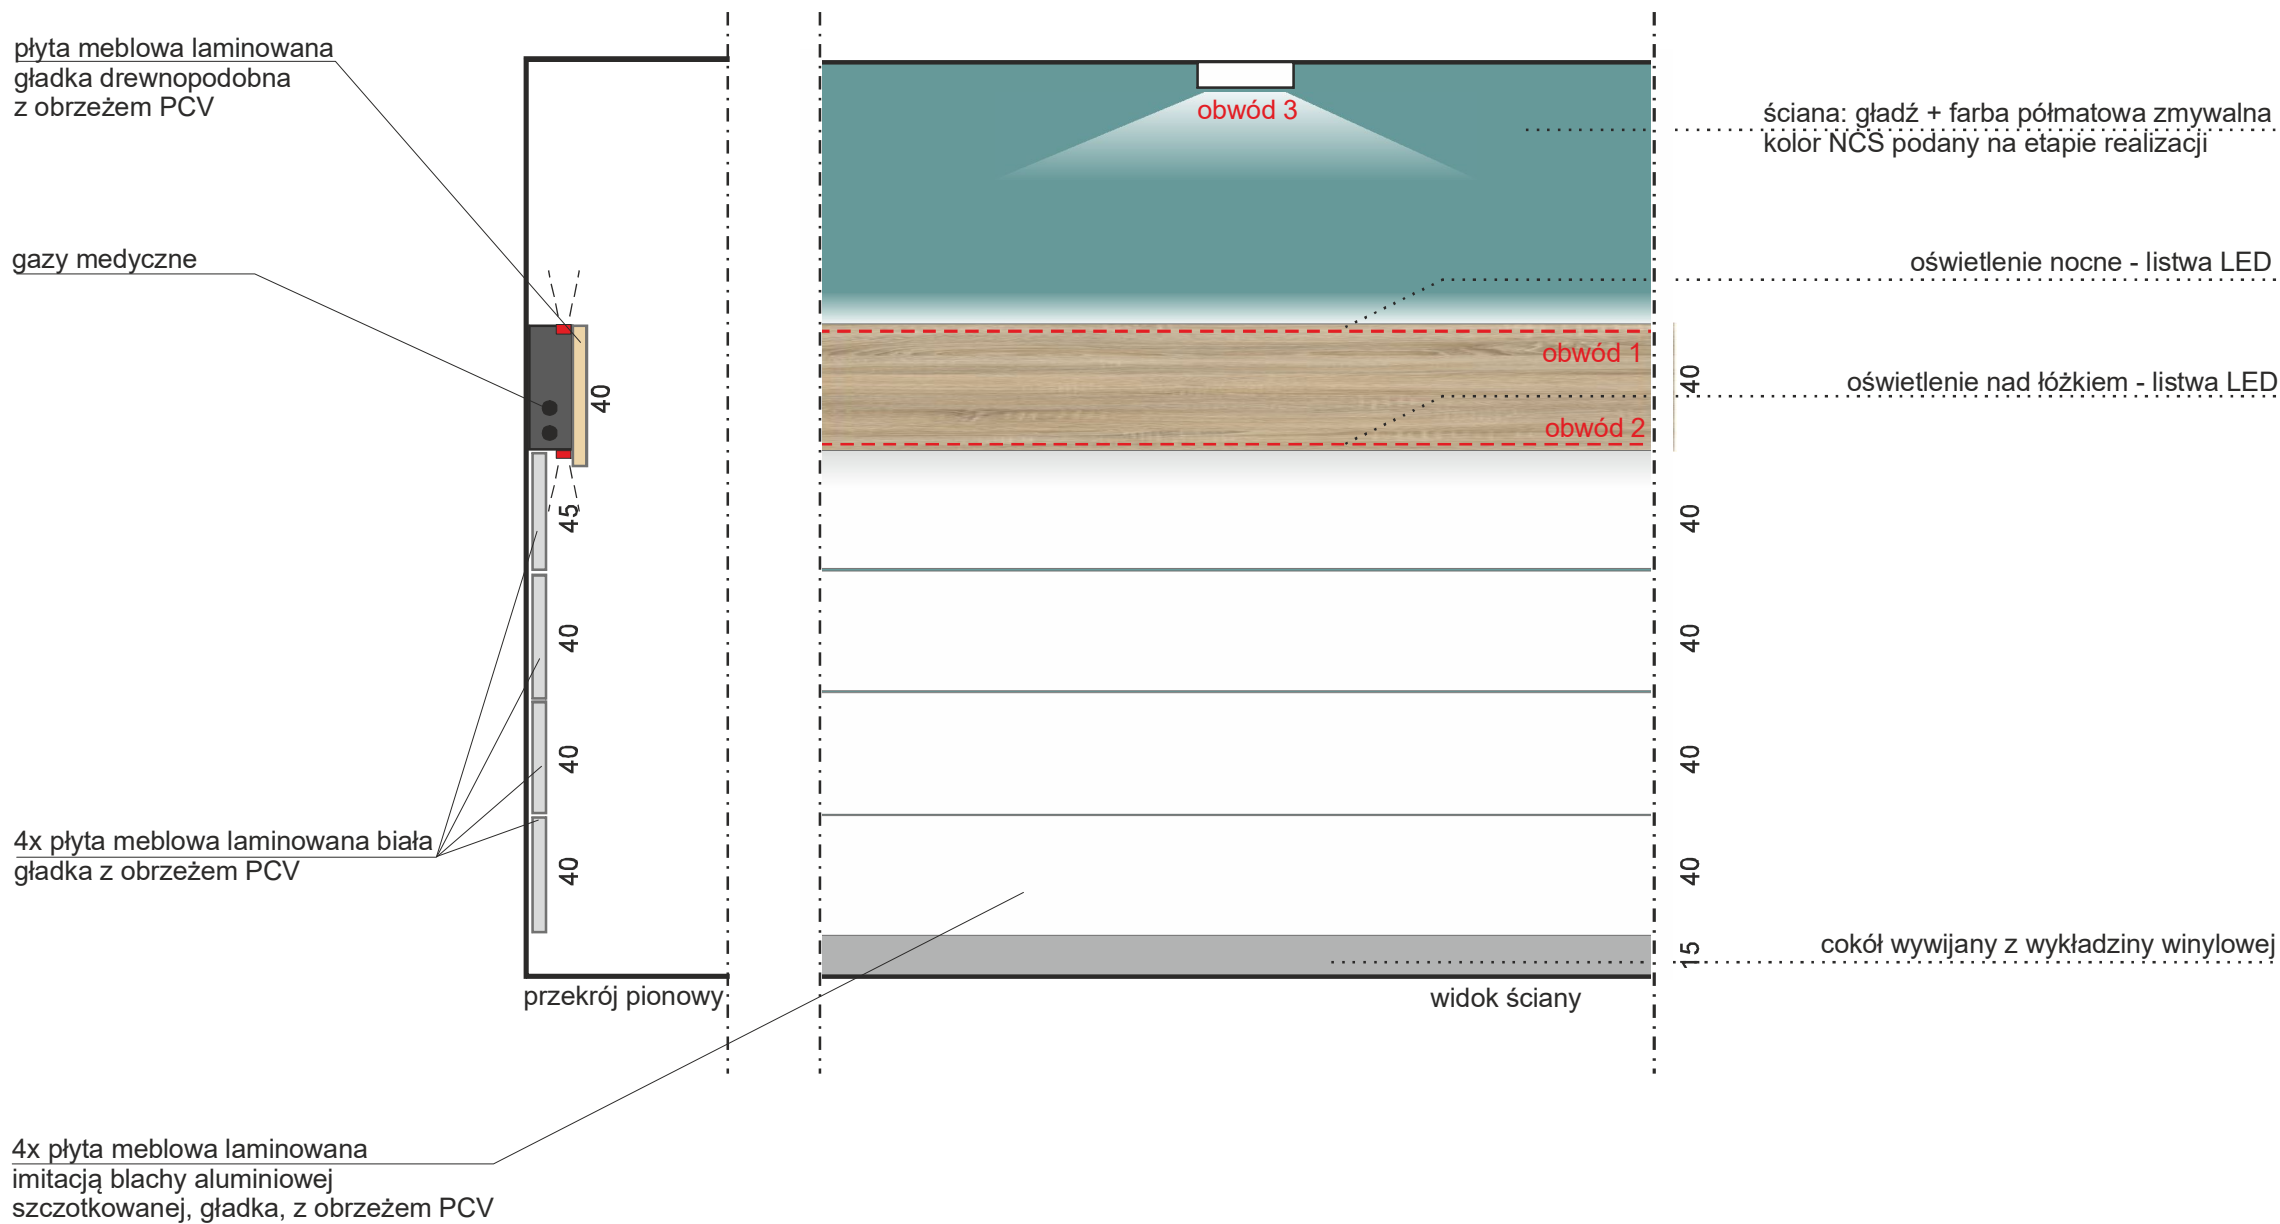 płyta meblowa laminowana
gładka drewnopodobna
z obrzeżem PCV
gazy medyczne
4x płyta meblowa laminowana biała
gładka z obrzeżem PCV
4x płyta meblowa laminowana
imitacją blachy aluminiowej
szczotkowanej, gładka, z obrzeżem PCV
40
45
40
40
40
przekrój pionowy
obwód 3
obwód 1
obwód 2
widok ściany
40
40
40
40
40
15
ściana: gładź + farba półmatowa zmywalna
kolor NCS podany na etapie realizacji
oświetlenie nocne - listwa LED
oświetlenie nad łóżkiem - listwa LED
cokół wywijany z wykładziny winylowej